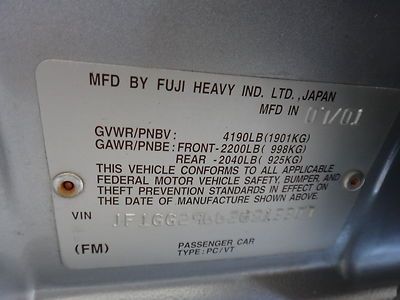 MFD BY FUJI HEAVY IND. LTD.,JAPAN
MFD IN 07/01
GVWR/PNBV : 4190LB(1901KG)
GAWR/PNBE : FRONT-2200LB( 998KG)
REAR -2040LB( 925KG)
THIS VEHICLE CONFORMS TO ALL APPLICABLE
FEDERAL MOTOR VEHICLE SAFETY, BUMPER, AND
THEFT PREVENTION STANDARDS IN EFFECT ON
THE DATE OF MANUFACTURE SHOWN ABOVE.
VIN
(FM)
PASSENGER CAR
TYPE : PC/VT